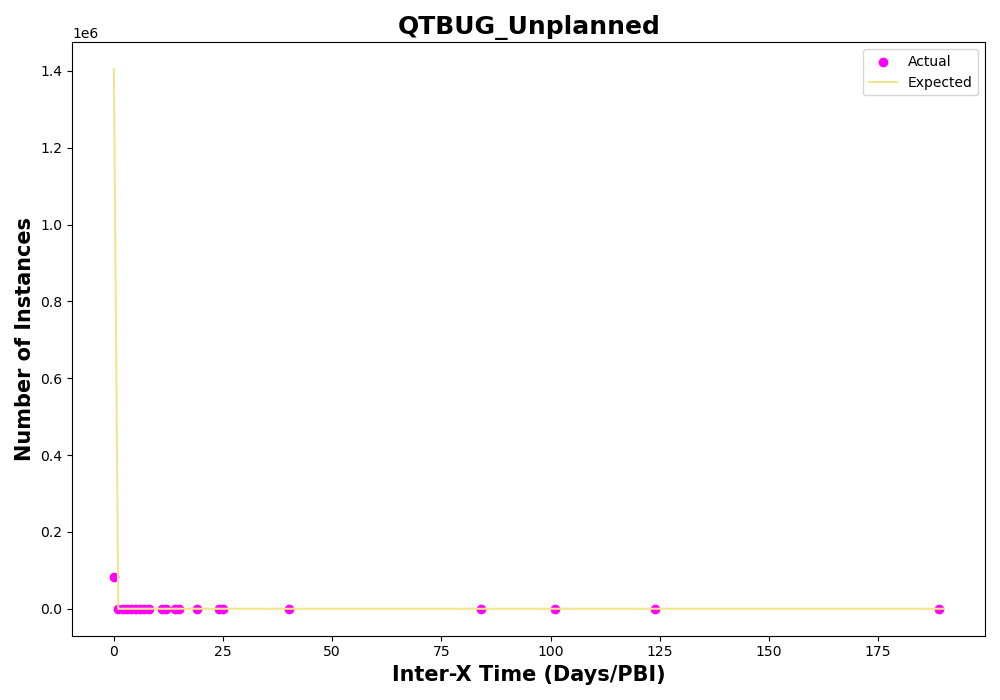 QTBUG_Unplanned
1e6
Actual
Expected
1.4
1.2
1.0
0.8
0.6
0.4
0.2
0.0
Number of Instances
0 25 50 75 100 125 150 175
Inter-X Time (Days/PBI)